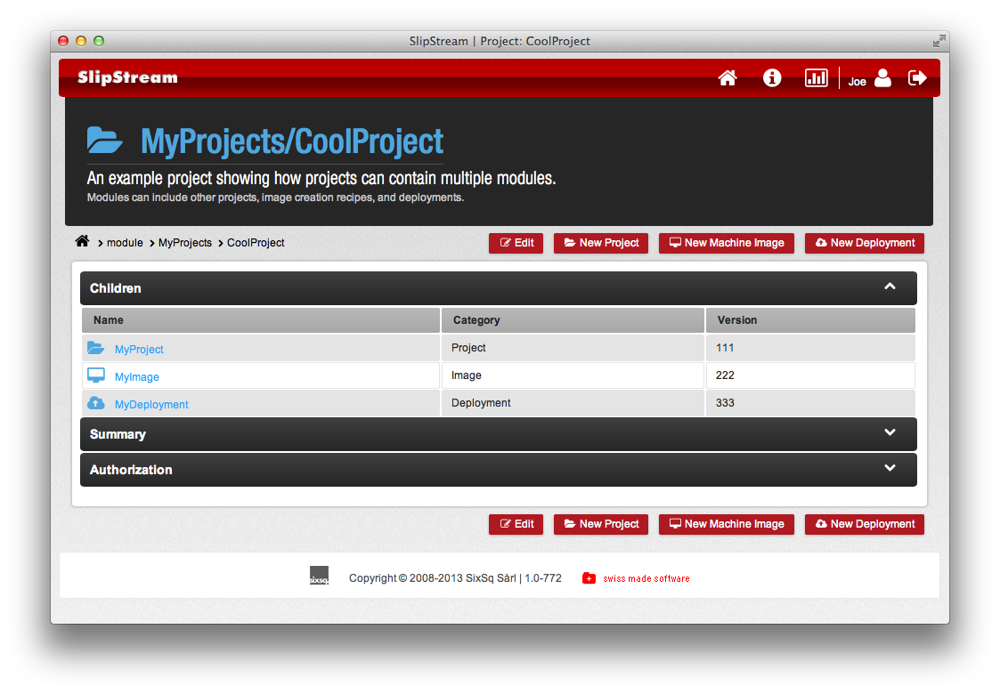 SlipStream | Project: CoolProject
SlipStream
Joe
MyProjects/CoolProject
An example project showing how projects can contain multiple modules.
Modules can include other projects, image creation recipes, and deployments.
module MyProjects CoolProject
Edit New Project New Machine Image New Deployment
Children
Name Category Version
MyProject Project 111
MyImage Image 222
MyDeployment Deployment 333
Summary
Authorization
Edit New Project New Machine Image New Deployment
sixsq. Copyright © 2008-2013 SixSq Sàrl | 1.0-772 swiss made software